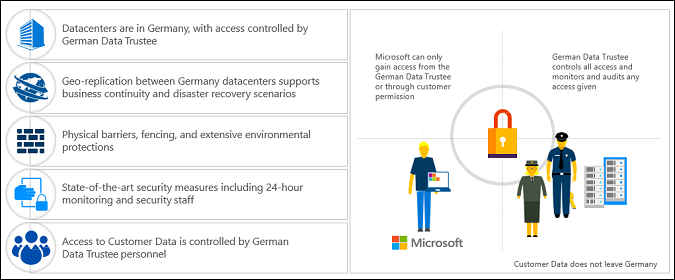 Datacenters are in Germany, with access controlled by
German Data Trustee
Geo-replication between Germany datacenters supports
business continuity and disaster recovery scenarios
Physical barriers, fencing, and extensive environmental
protections
State-of-the-art security measures including 24-hour
monitoring and security staff
Access to Customer Data is controlled by German
Data Trustee personnel
Microsoft can only
gain access from the
German Data Trustee
or through customer
permission
German Data Trustee
controls all access and
monitors and audits any
access given
Microsoft
Customer Data does not leave Germany